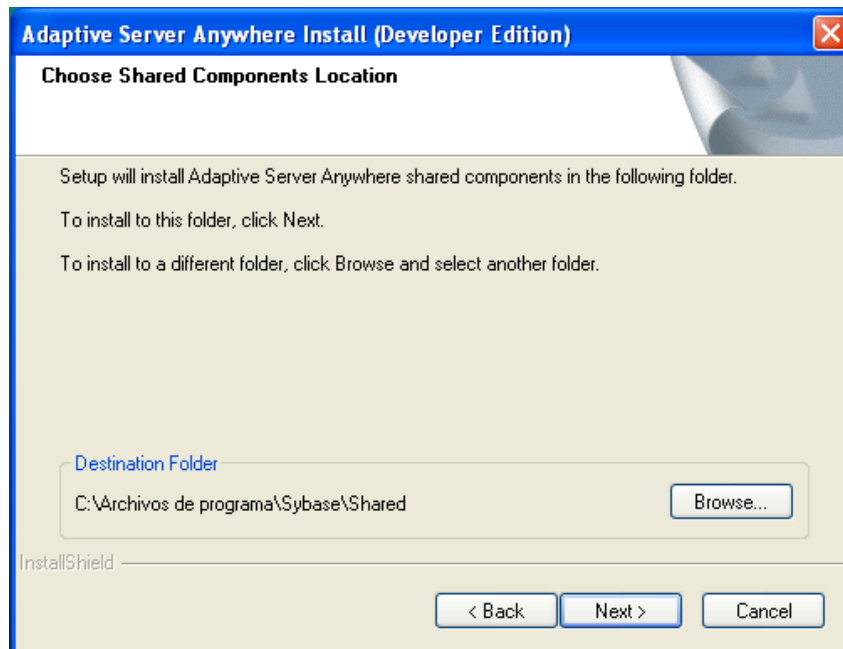 Adaptive Server Anywhere Install (Developer Edition)
Choose Shared Components Location
Setup will install Adaptive Server Anywhere shared components in the following folder.
To install to this folder, click Next.
To install to a different folder, click Browse and select another folder.
Destination Folder
C:\Archivos de programa\Sybase\Shared
Browse...
InstallShield
< Back
Next >
Cancel